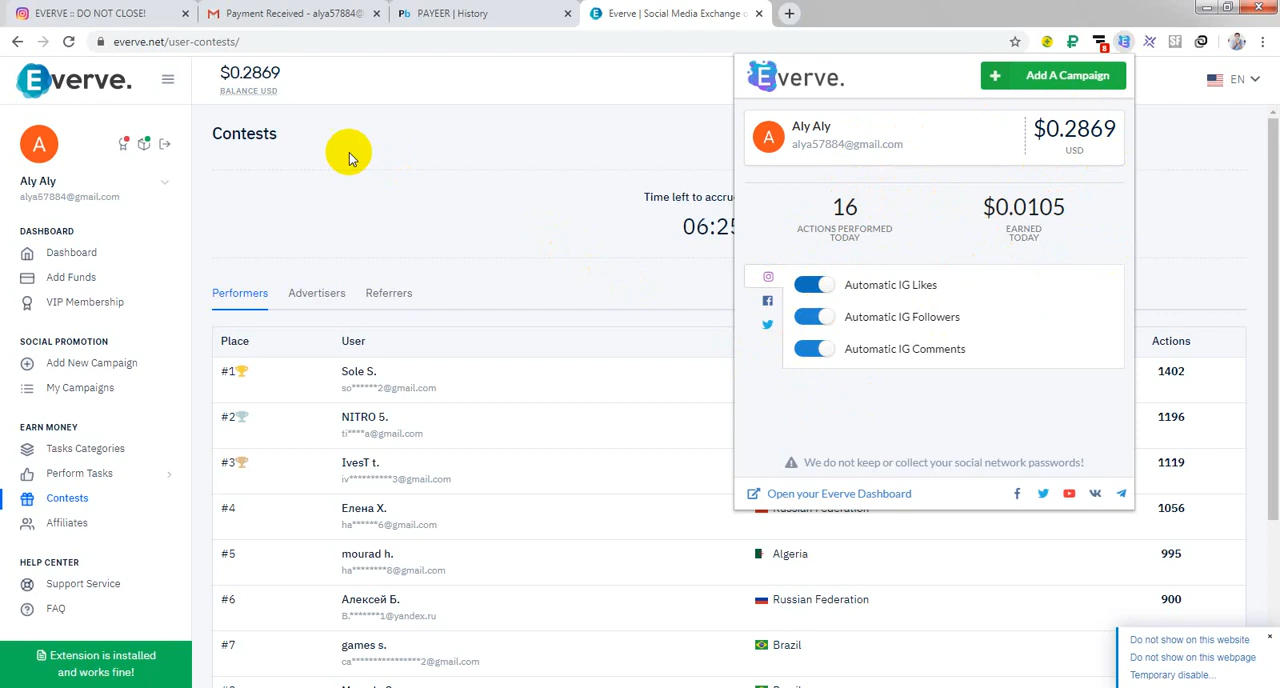 EVERVE :: DO NOT CLOSE!
Payment Received - alya57884@
PAYEER | History
Everve | Social Media Exchange o
everve.net/user-contests/
8
Everve.
$0.2869
BALANCE USD
EN
A
Aly Aly
alya57884@gmail.com
DASHBOARD
Dashboard
Add Funds
VIP Membership
SOCIAL PROMOTION
Add New Campaign
My Campaigns
EARN MONEY
Tasks Categories
Perform Tasks
Contests
Affiliates
HELP CENTER
Support Service
FAQ
Extension is installed
and works fine!
Contests
Time left to accru
06:25
Performers Advertisers Referrers
Place User Actions
#1 Sole S. 1402
so******2@gmail.com
#2 NITRO 5. 1196
ti****a@gmail.com
#3 IvesT t. 1119
iv**********3@gmail.com
#4 Елена Х. Russian Federation 1056
ha******6@gmail.com
#5 mourad h. Algeria 995
ha********8@gmail.com
#6 Алексей Б. Russian Federation 900
B.*******1@yandex.ru
#7 games s. Brazil
ca****************2@gmail.com
Everve.
Add A Campaign
A
Aly Aly
alya57884@gmail.com
$0.2869
USD
16
ACTIONS PERFORMED
TODAY
$0.0105
EARNED
TODAY
Automatic IG Likes
Automatic IG Followers
Automatic IG Comments
We do not keep or collect your social network passwords!
Open your Everve Dashboard
Do not show on this website
Do not show on this webpage
Temporary disable...